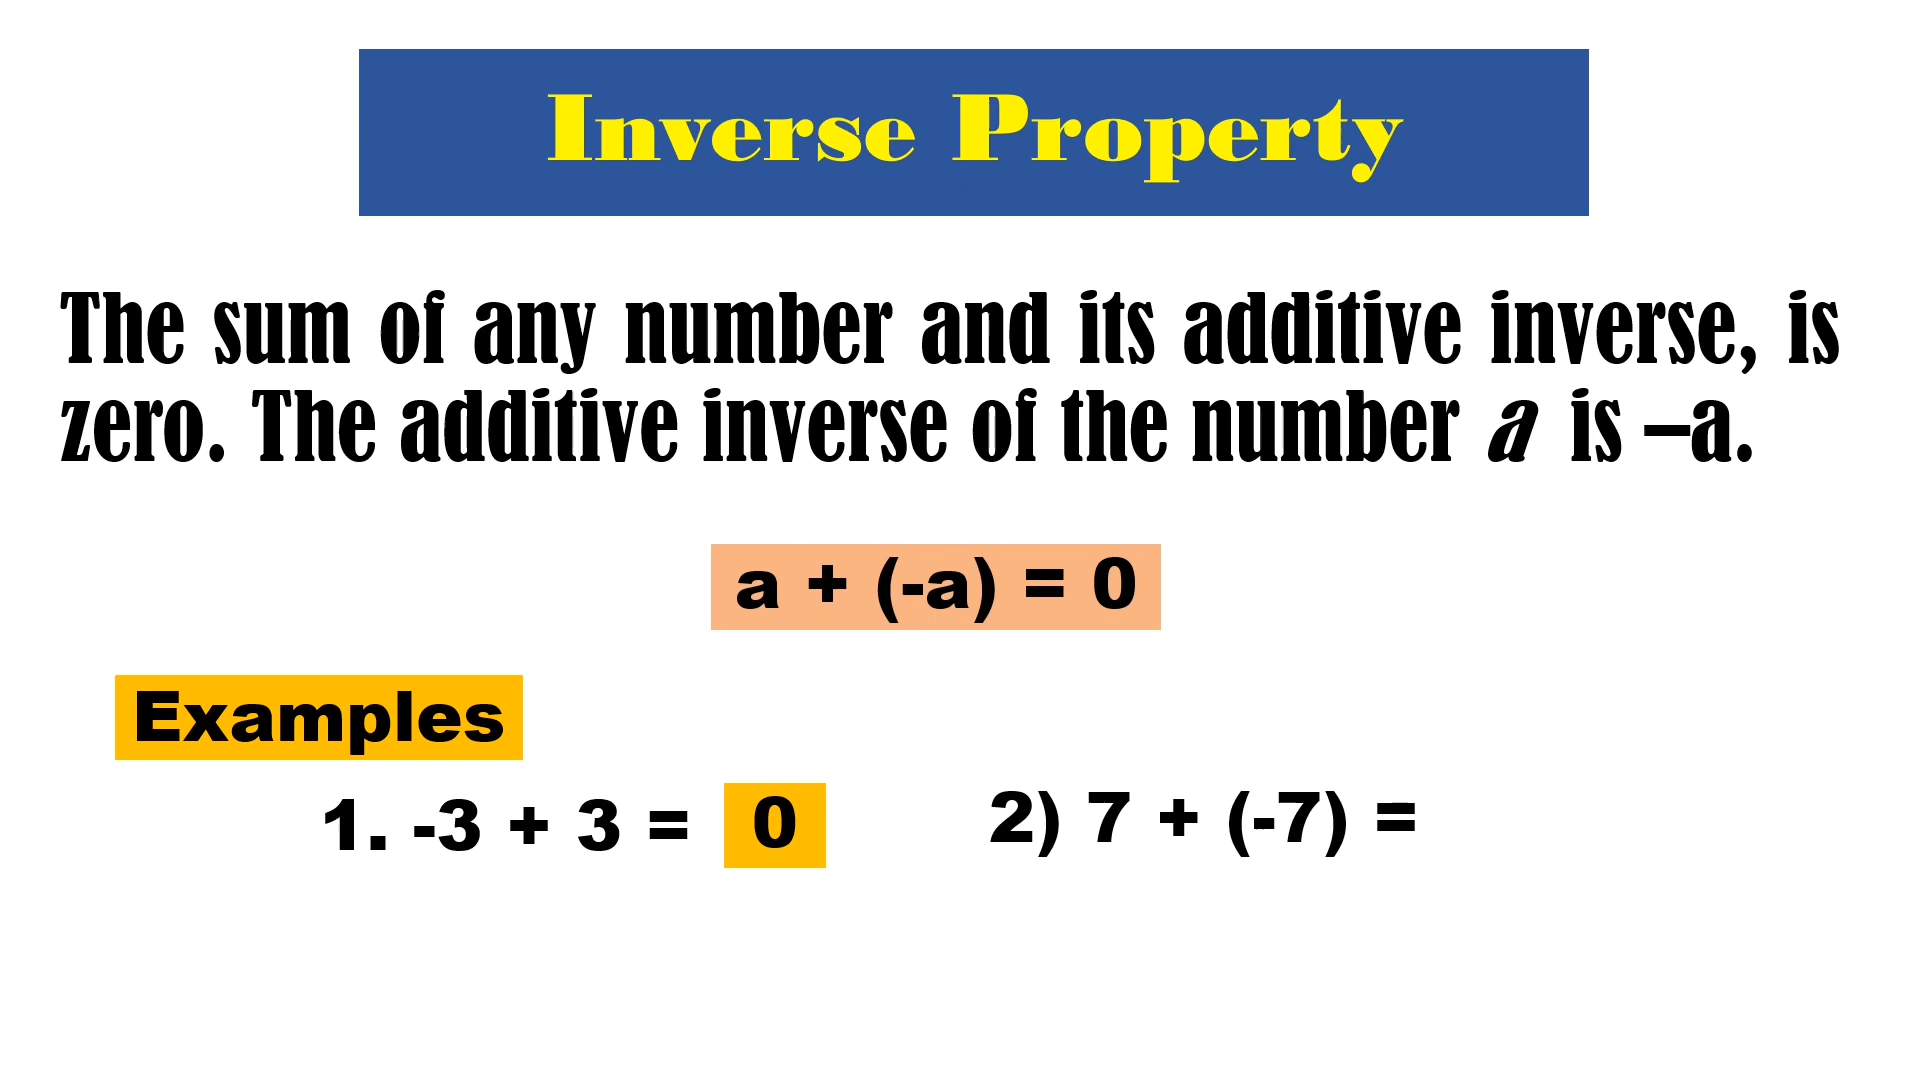 Inverse Property
The sum of any number and its additive inverse, is
zero. The additive inverse of the number a is –a.
a + (-a) = 0
Examples
1. -3 + 3 = 0
2) 7 + (-7) =